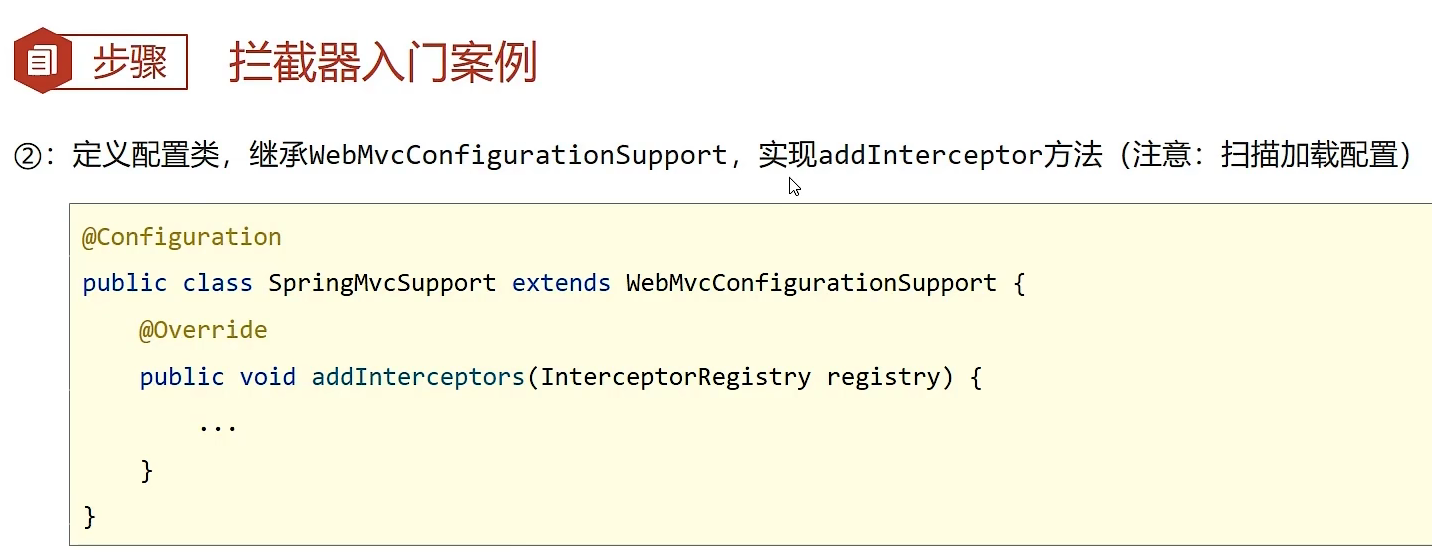 步骤
拦截器入门案例
②：定义配置类，继承WebMvcConfigurationSupport，实现addInterceptor方法（注意：扫描加载配置）
@Configuration
public class SpringMvcSupport extends WebMvcConfigurationSupport {
    @Override
    public void addInterceptors(InterceptorRegistry registry) {
        ...
    }
}